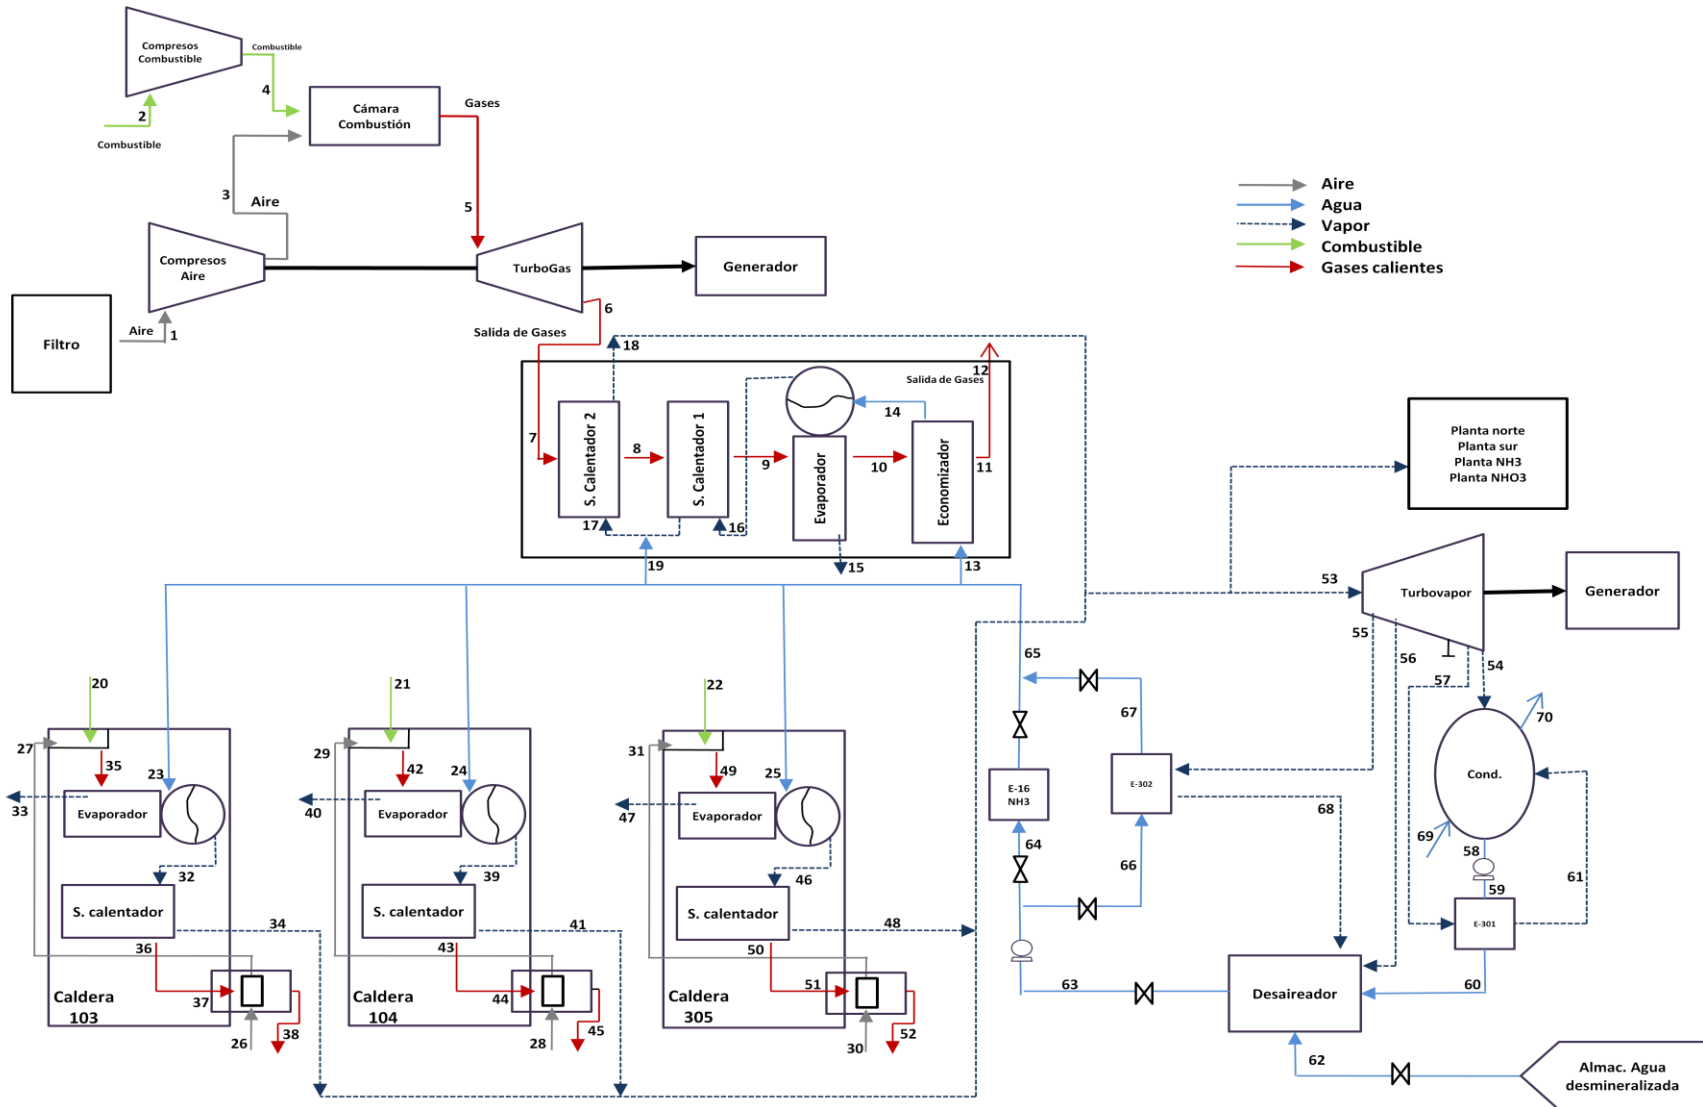 Compresos
Combustible
Combustible
4
2
Combustible
Cámara
Combustión
Gases
3
Aire
5
Compresos
Aire
TurboGas
Generador
Aire
Agua
Vapor
Combustible
Gases calientes
Filtro
Aire
1
6
Salida de Gases
18
12
Salida de Gases
7
S. Calentador 2
8
S. Calentador 1
9
Evaporador
10
Economizador
11
14
17
16
19
15
13
Planta norte
Planta sur
Planta NH3
Planta NHO3
53
Turbovapor
Generador
55
56
57
54
65
67
70
Cond.
69
58
59
61
E-16
NH3
E-302
64
66
68
E-301
60
63
Desaireador
62
Almac. Agua
desmineralizada
20
27
35
23
33
Evaporador
32
S. calentador
34
36
37
Caldera
103
26
38
21
29
42
24
40
Evaporador
39
S. calentador
41
43
44
Caldera
104
28
45
22
31
49
25
47
Evaporador
46
S. calentador
48
50
51
Caldera
305
30
52